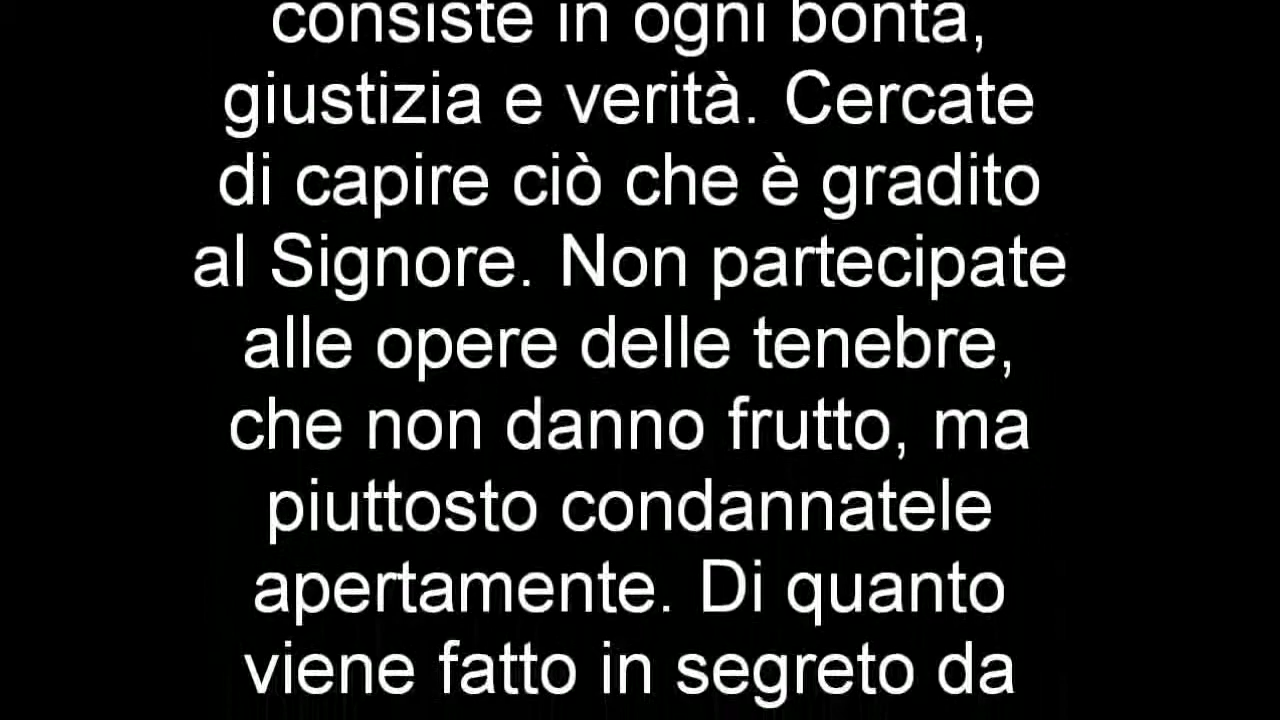 consiste in ogni bontà,
giustizia e verità. Cercate
di capire ciò che è gradito
al Signore. Non partecipate
alle opere delle tenebre,
che non danno frutto, ma
piuttosto condannatele
apertamente. Di quanto
viene fatto in segreto da